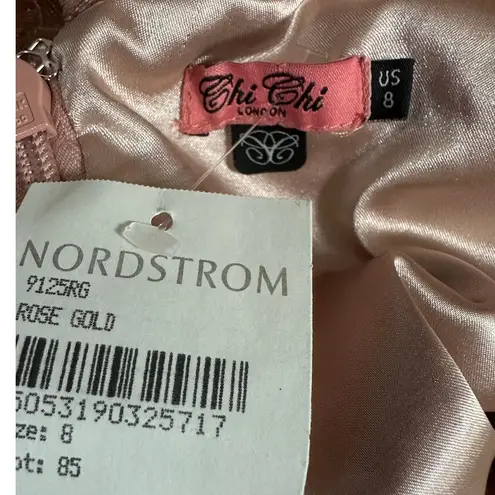 Chi Chi
LONDON
US
8
NORDSTROM
9125RG
ROSE GOLD
5053190325717
ze: 8
pt: 85